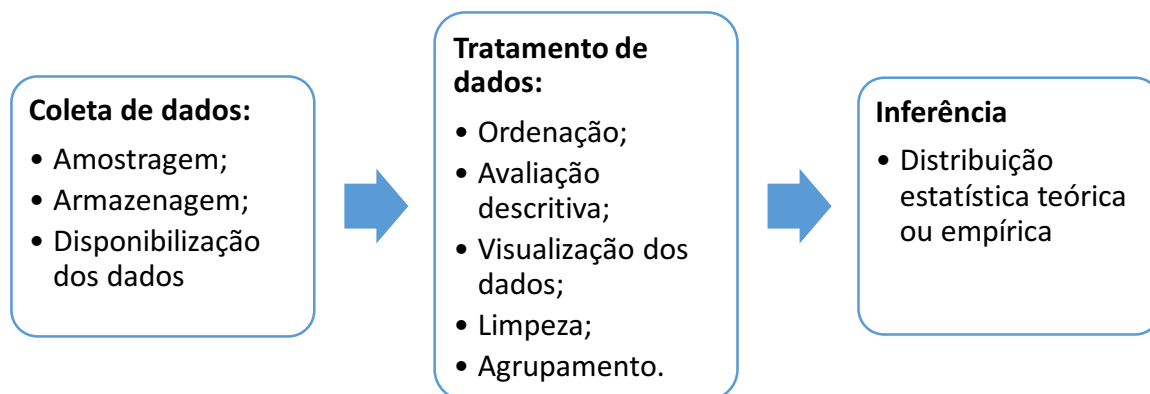 Coleta de dados:
• Amostragem;
• Armazenagem;
• Disponibilização
dos dados
Tratamento de
dados:
• Ordenação;
• Avaliação
descritiva;
• Visualização dos
dados;
• Limpeza;
• Agrupamento.
Inferência
• Distribuição
estatística teórica
ou empírica